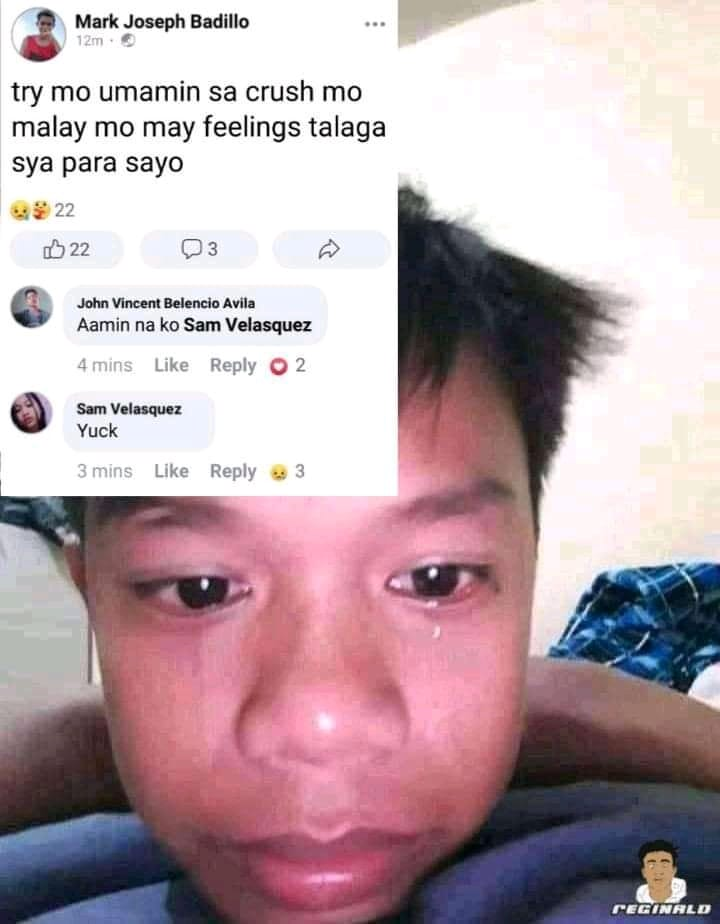 Mark Joseph Badillo
12m
try mo umamin sa crush mo
malay mo may feelings talaga
sya para sayo
22
22
3
John Vincent Belencio Avila
Aamin na ko Sam Velasquez
4 mins Like Reply 2
Sam Velasquez
Yuck
3 mins Like Reply 3
REGINALD